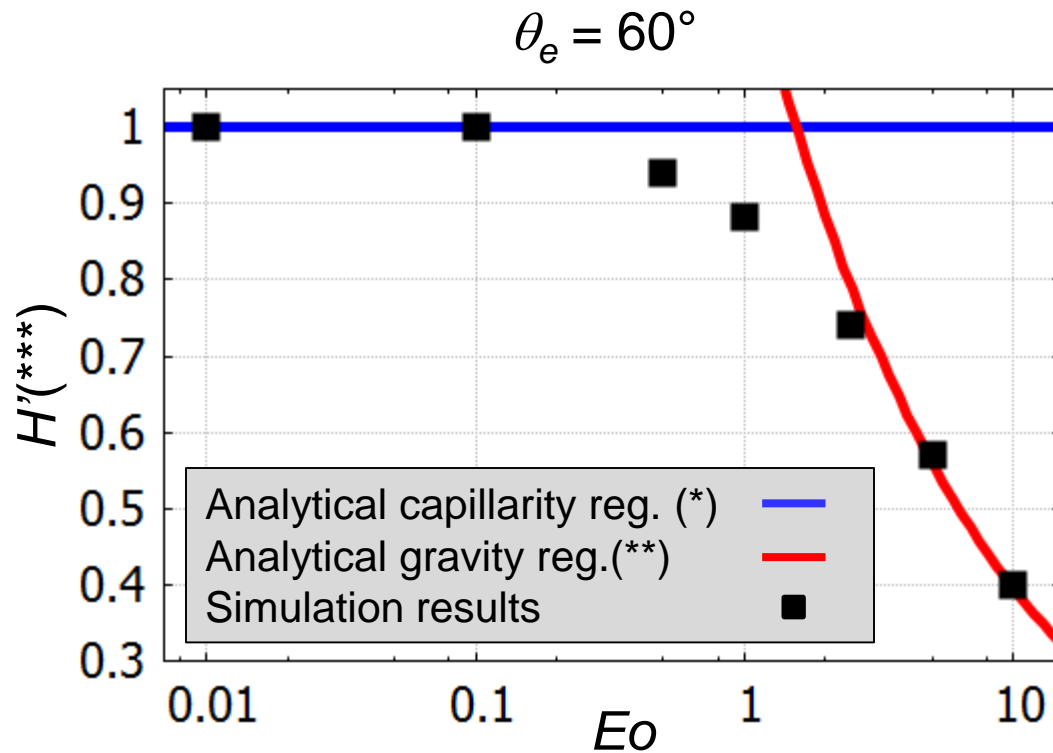 θe = 60°
1
0.9
0.8
0.7
0.6
0.5
0.4
0.3
H'(***)
Analytical capillarity reg. (*)
Analytical gravity reg.(**)
Simulation results
0.01
0.1
1
10
Eo